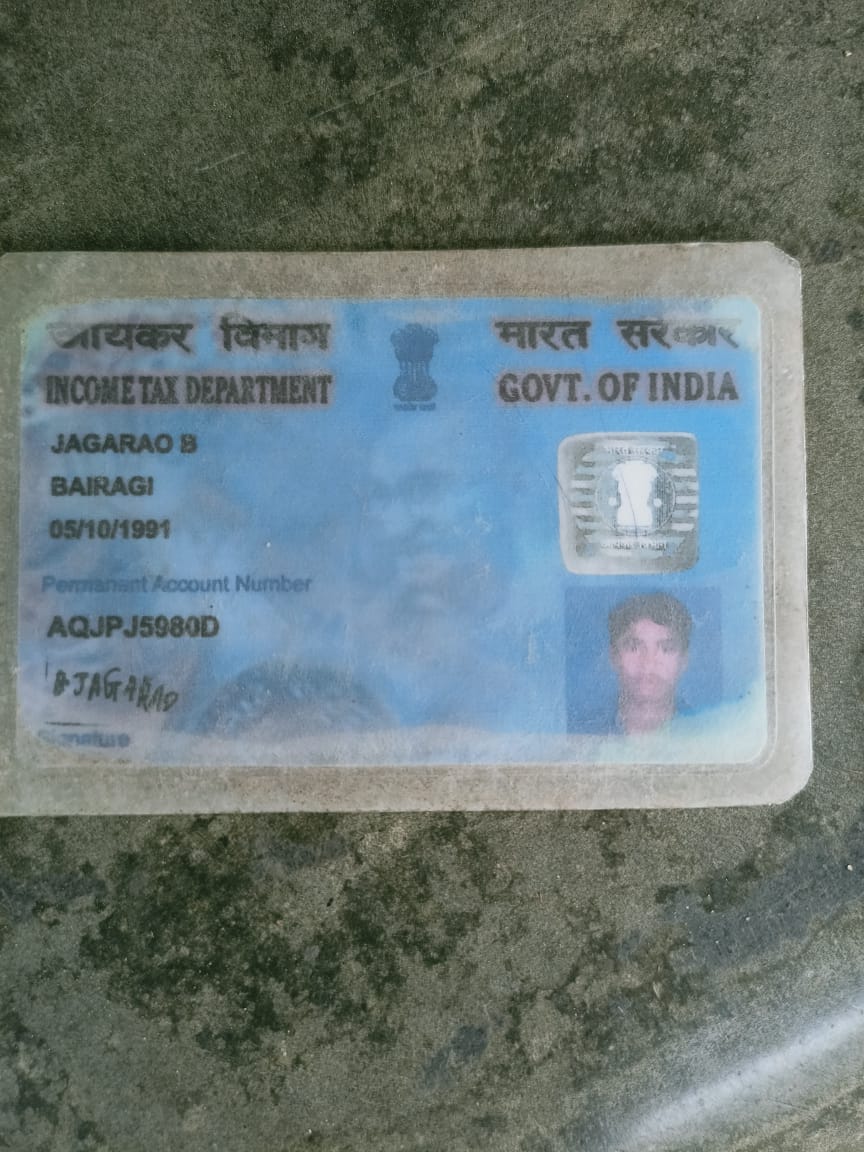 आयकर विभाग
भारत सरकार
INCOME TAX DEPARTMENT
GOVT. OF INDIA
JAGARAO B
BAIRAGI
05/10/1991
Permanent Account Number
AQJPJ5980D
B JAGARAO
Signature